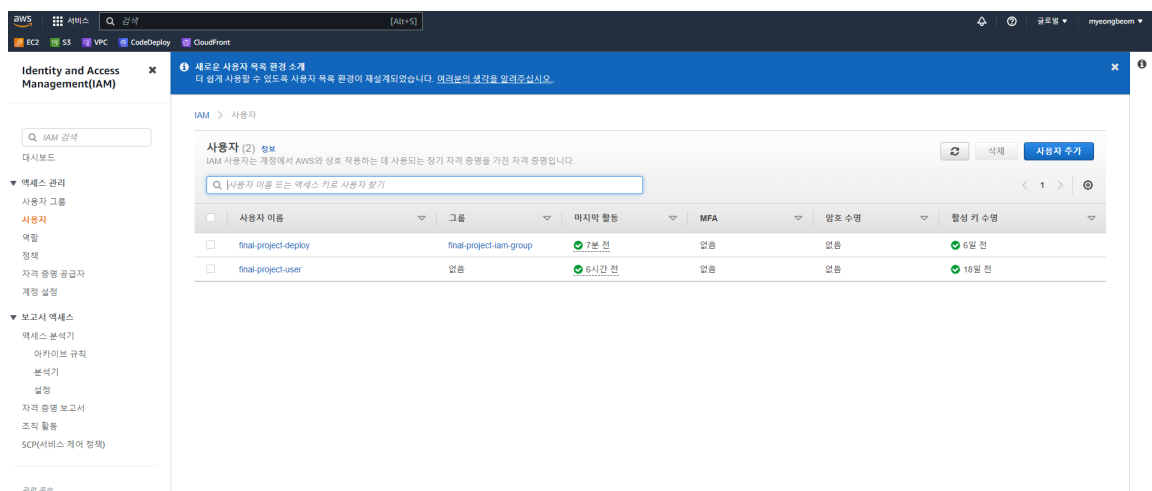 aws 서비스 검색 [Alt+S] 글로벌 ▼ myeongbeom ▼
EC2 S3 VPC CodeDeploy CloudFront
Identity and Access Management(IAM)
새로운 사용자 목록 환경 소개
더 쉽게 사용할 수 있도록 사용자 목록 환경이 재설계되었습니다. 여러분의 생각을 알려주십시오.
IAM > 사용자
IAM 검색
대시보드
▼ 액세스 관리
사용자 그룹
사용자
역할
정책
자격 증명 공급자
계정 설정
▼ 보고서 액세스
액세스 분석기
아카이브 규칙
분석기
설정
자격 증명 보고서
조직 활동
SCP(서비스 제어 정책)
사용자 (2) 정보
IAM 사용자는 계정에서 AWS와 상호 작용하는 데 사용되는 장기 자격 증명을 가진 자격 증명입니다.
삭제 사용자 추가
사용자 이름 또는 액세스 키로 사용자 찾기
< 1 >
사용자 이름 그룹 마지막 활동 MFA 암호 수명 활성 키 수명
final-project-deploy final-project-iam-group 7분 전 없음 없음 6일 전
final-project-user 없음 6시간 전 없음 없음 18일 전